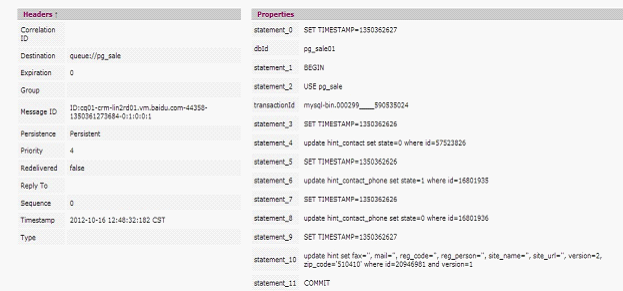 Headers ↑
Correlation
ID
Destination queue://pg_sale
Expiration 0
Group
Message ID ID:cq01-crm-lin2rd01.vm.baidu.com-44358-
1350361273684-0:1:0:0:1
Persistence Persistent
Priority 4
Redelivered false
Reply To
Sequence 0
Timestamp 2012-10-16 12:48:32:182 CST
Type
Properties
statement_0 SET TIMESTAMP=1350362627
dbId pg_sale01
statement_1 BEGIN
statement_2 USE pg_sale
transactionId mysql-bin.000299____590535024
statement_3 SET TIMESTAMP=1350362626
statement_4 update hint_contact set state=0 where id=57523826
statement_5 SET TIMESTAMP=1350362626
statement_6 update hint_contact_phone set state=1 where id=16801935
statement_7 SET TIMESTAMP=1350362626
statement_8 update hint_contact_phone set state=0 where id=16801936
statement_9 SET TIMESTAMP=1350362627
statement_10 update hint set fax='', mail='', reg_code='', reg_person='', site_name='', site_url='', version=2,
zip_code='510410' where id=20946981 and version=1
statement_11 COMMIT